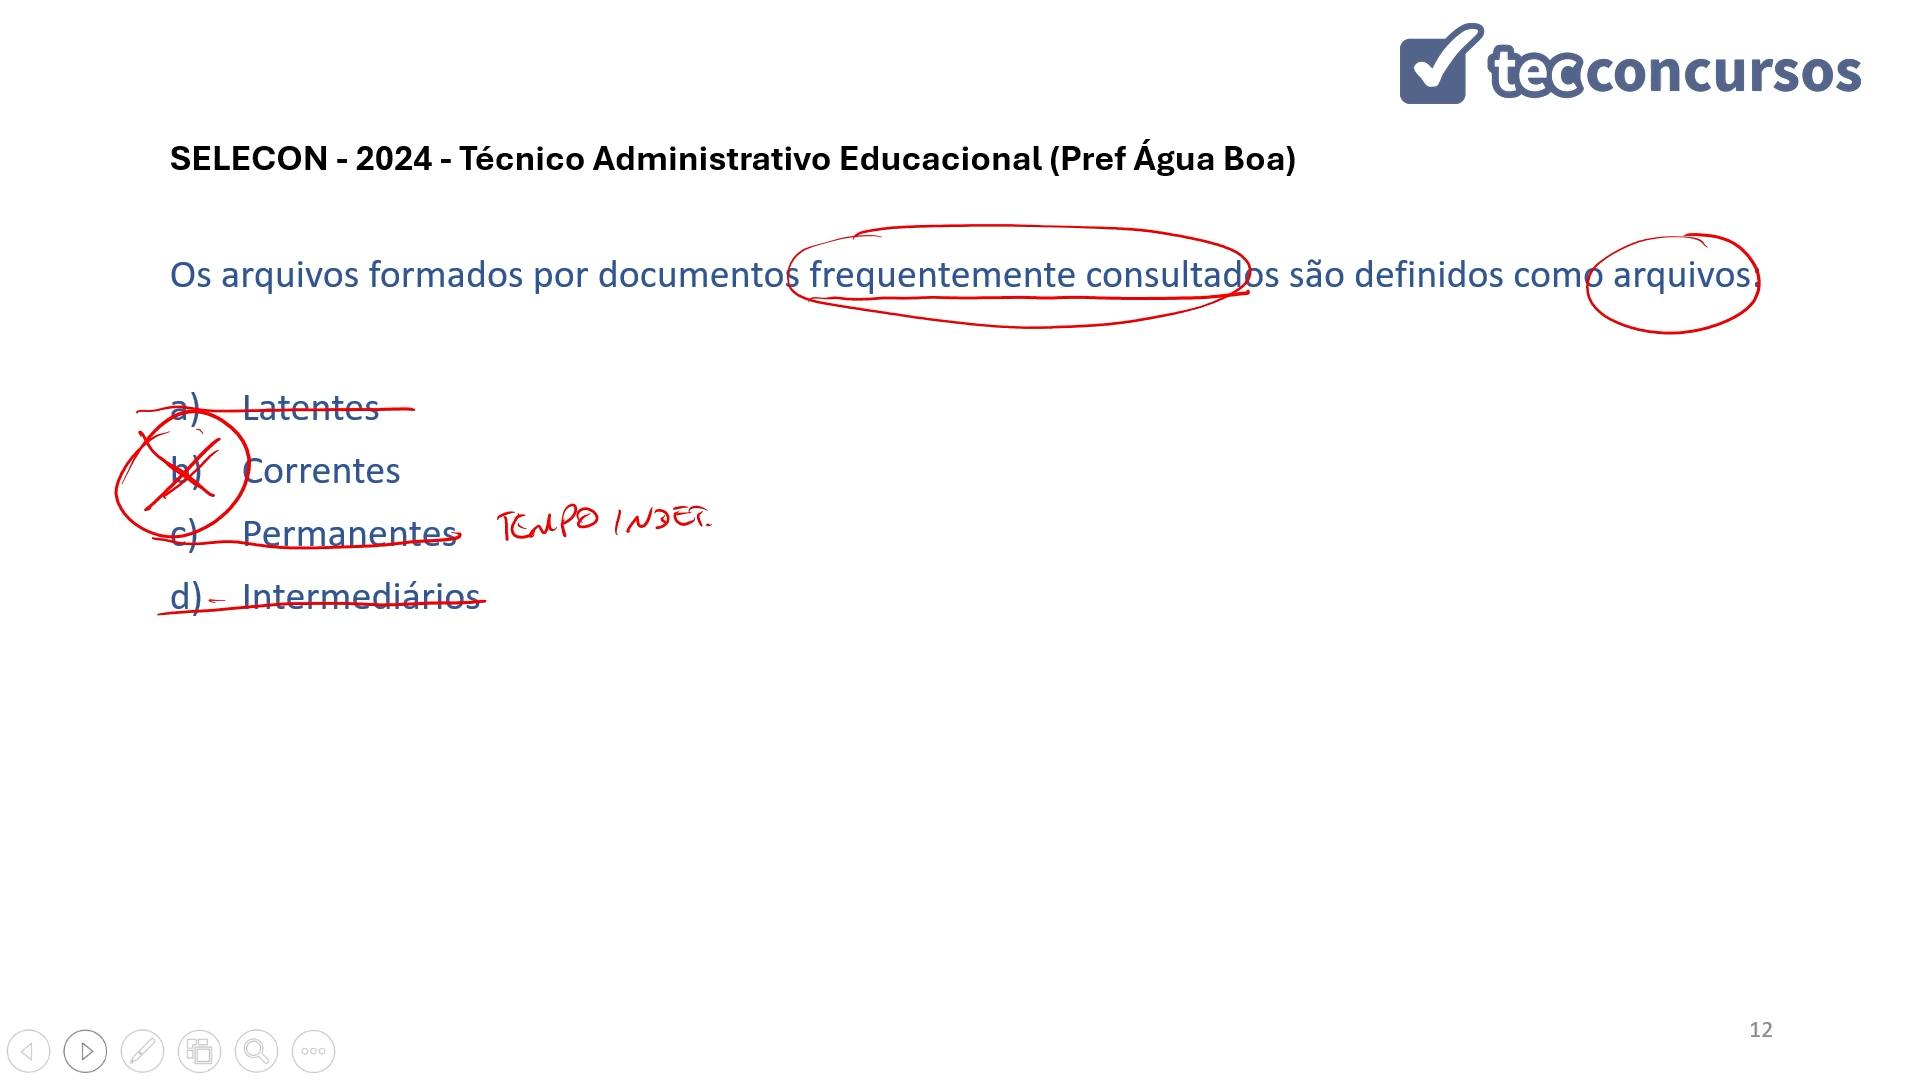 tecconcursos
SELECON - 2024 - Técnico Administrativo Educacional (Pref Água Boa)
Os arquivos formados por documentos frequentemente consultados são definidos como arquivos:
a) Latentes
b) Correntes
c) Permanentes TEMPO INDET.
d) Intermediários
12